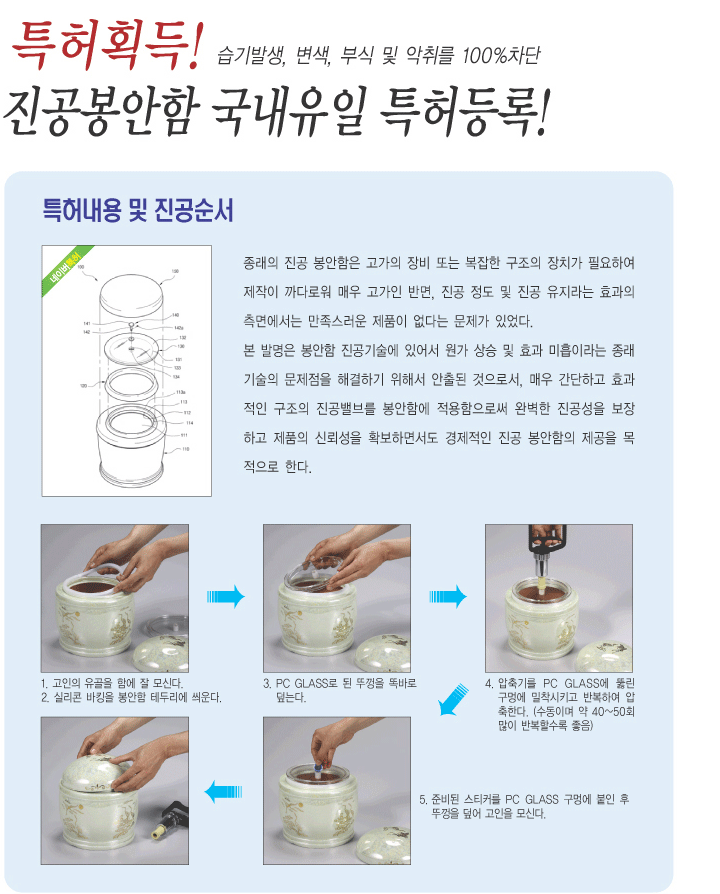 특허획득! 습기발생, 변색, 부식 및 악취를 100%차단
진공봉안함 국내유일 특허등록!
특허내용 및 진공순서
네이버특허
종래의 진공 봉안함은 고가의 장비 또는 복잡한 구조의 장치가 필요하여
제작이 까다로워 매우 고가인 반면, 진공 정도 및 진공 유지라는 효과의
측면에서는 만족스러운 제품이 없다는 문제가 있었다.
본 발명은 봉안함 진공기술에 있어서 원가 상승 및 효과 미흡이라는 종래
기술의 문제점을 해결하기 위해서 안출된 것으로서, 매우 간단하고 효과
적인 구조의 진공밸브를 봉안함에 적용함으로써 완벽한 진공성을 보장
하고 제품의 신뢰성을 확보하면서도 경제적인 진공 봉안함의 제공을 목
적으로 한다.
1. 고인의 유골을 함에 잘 모신다.
2. 실리콘 바킹을 봉안함 테두리에 씌운다.
3. PC GLASS로 된 뚜껑을 똑바로
덮는다.
4. 압축기를 PC GLASS에 뚫린
구멍에 밀착시키고 반복하여 압
축한다. (수동이며 약 40~50회
많이 반복할수록 좋음)
5. 준비된 스티커를 PC GLASS 구멍에 붙인 후
뚜껑을 덮어 고인을 모신다.